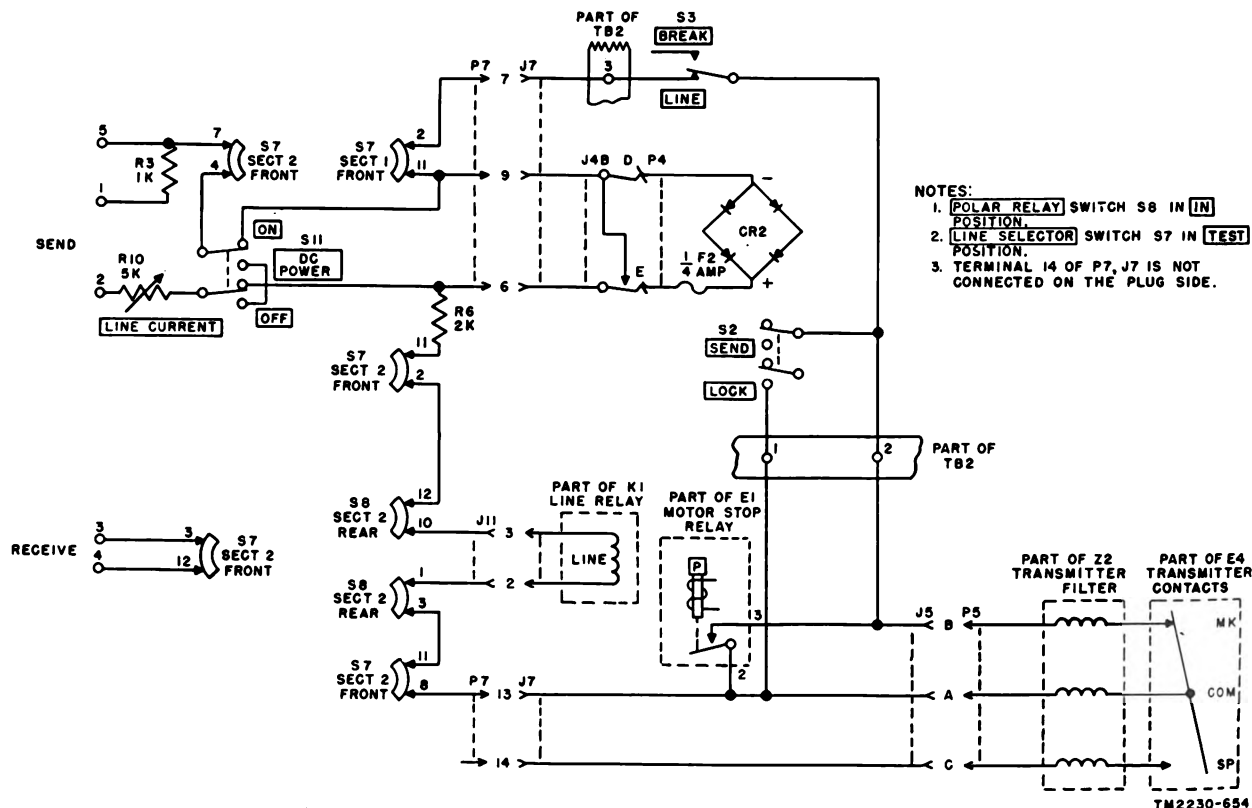 PART OF
TB2
3
S3
BREAK
LINE
P7
J7
7
5
1
R3
1K
7
4
S7
SECT 2
FRONT
S7
SECT 1
FRONT
2
11
9
J4B
D
P4
-
CR2
+
1/4 AMP
F2
E
SEND
ON
S11
DC
POWER
OFF
R10
5K
2
LINE CURRENT
6
R6
2K
NOTES:
1. POLAR RELAY SWITCH S8 IN IN
POSITION.
2. LINE SELECTOR SWITCH S7 IN TEST
POSITION.
3. TERMINAL 14 OF P7, J7 IS NOT
CONNECTED ON THE PLUG SIDE.
S7
SECT 2
FRONT
11
2
S2
SEND
LOCK
1
2
PART OF
TB2
RECEIVE
3
4
3
12
S7
SECT 2
FRONT
S8
SECT 2
REAR
12
10
J11
3
2
PART OF K1
LINE RELAY
LINE
PART OF E1
MOTOR STOP
RELAY
P
3
2
S8
SECT 2
REAR
1
3
S7
SECT 2
FRONT
11
8
P7
J7
13
14
J5
P5
B
A
C
PART OF Z2
TRANSMITTER
FILTER
PART OF E4
TRANSMITTER
CONTACTS
MK
COM
SP
TM2230-654